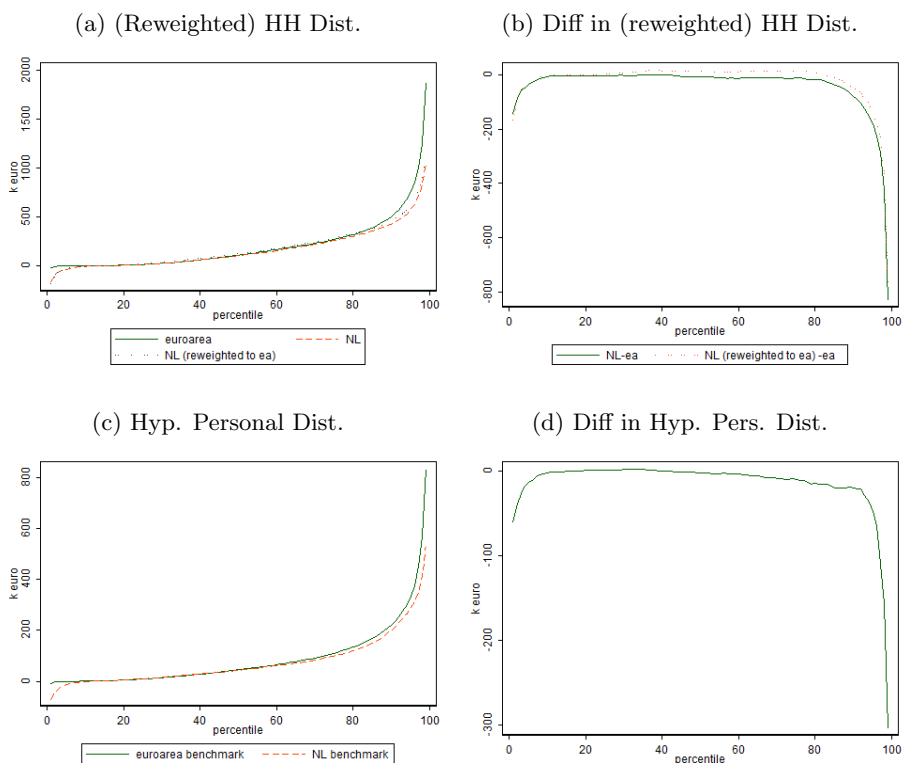 (a) (Reweighted) HH Dist.
2000
1500
1000
500
0
k euro
0 20 40 60 80 100
percentile
euroarea NL
NL (reweighted to ea)
(b) Diff in (reweighted) HH Dist.
0
-200
-400
-600
-800
k euro
0 20 40 60 80 100
percentile
NL-ea NL (reweighted to ea) -ea
(c) Hyp. Personal Dist.
800
600
400
200
0
k euro
0 20 40 60 80 100
percentile
euroarea benchmark NL benchmark
(d) Diff in Hyp. Pers. Dist.
0
-100
-200
-300
k euro
0 20 40 60 80 100
percentile